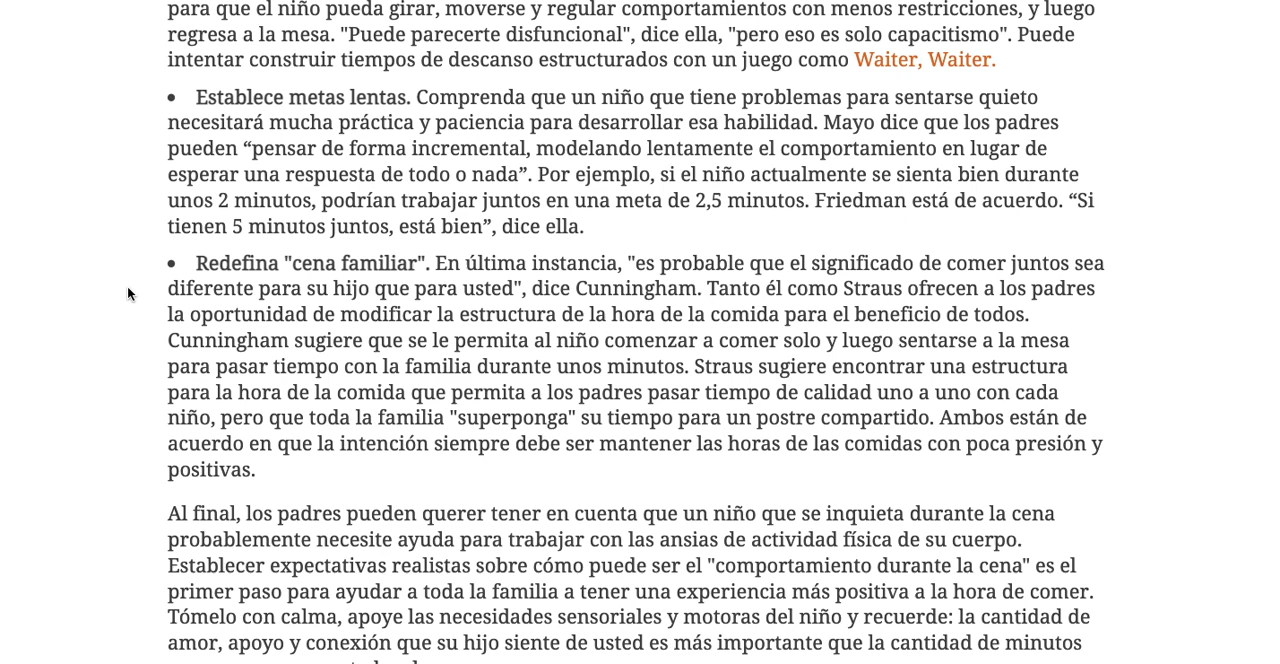 para que el niño pueda girar, moverse y regular comportamientos con menos restricciones, y luego
regresa a la mesa. "Puede parecerte disfuncional", dice ella, "pero eso es solo capacitismo". Puede
intentar construir tiempos de descanso estructurados con un juego como Waiter, Waiter.
• Establece metas lentas. Comprenda que un niño que tiene problemas para sentarse quieto
necesitará mucha práctica y paciencia para desarrollar esa habilidad. Mayo dice que los padres
pueden “pensar de forma incremental, modelando lentamente el comportamiento en lugar de
esperar una respuesta de todo o nada”. Por ejemplo, si el niño actualmente se sienta bien durante
unos 2 minutos, podrían trabajar juntos en una meta de 2,5 minutos. Friedman está de acuerdo. “Si
tienen 5 minutos juntos, está bien”, dice ella.
• Redefina "cena familiar". En última instancia, "es probable que el significado de comer juntos sea
diferente para su hijo que para usted", dice Cunningham. Tanto él como Straus ofrecen a los padres
la oportunidad de modificar la estructura de la hora de la comida para el beneficio de todos.
Cunningham sugiere que se le permita al niño comenzar a comer solo y luego sentarse a la mesa
para pasar tiempo con la familia durante unos minutos. Straus sugiere encontrar una estructura
para la hora de la comida que permita a los padres pasar tiempo de calidad uno a uno con cada
niño, pero que toda la familia "superponga" su tiempo para un postre compartido. Ambos están de
acuerdo en que la intención siempre debe ser mantener las horas de las comidas con poca presión y
positivas.
Al final, los padres pueden querer tener en cuenta que un niño que se inquieta durante la cena
probablemente necesite ayuda para trabajar con las ansias de actividad física de su cuerpo.
Establecer expectativas realistas sobre cómo puede ser el "comportamiento durante la cena" es el
primer paso para ayudar a toda la familia a tener una experiencia más positiva a la hora de comer.
Tómelo con calma, apoye las necesidades sensoriales y motoras del niño y recuerde: la cantidad de
amor, apoyo y conexión que su hijo siente de usted es más importante que la cantidad de minutos